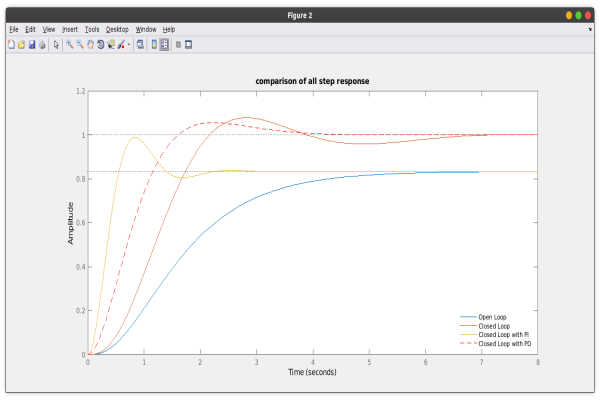 Figure 2
File Edit View Insert Tools Desktop Window Help
comparison of all step response
1.2
1
0.8
0.6
0.4
0.2
0
Amplitude
0 1 2 3 4 5 6 7 8
Time (seconds)
Open Loop
Closed Loop
Closed Loop with PI
Closed Loop with PD